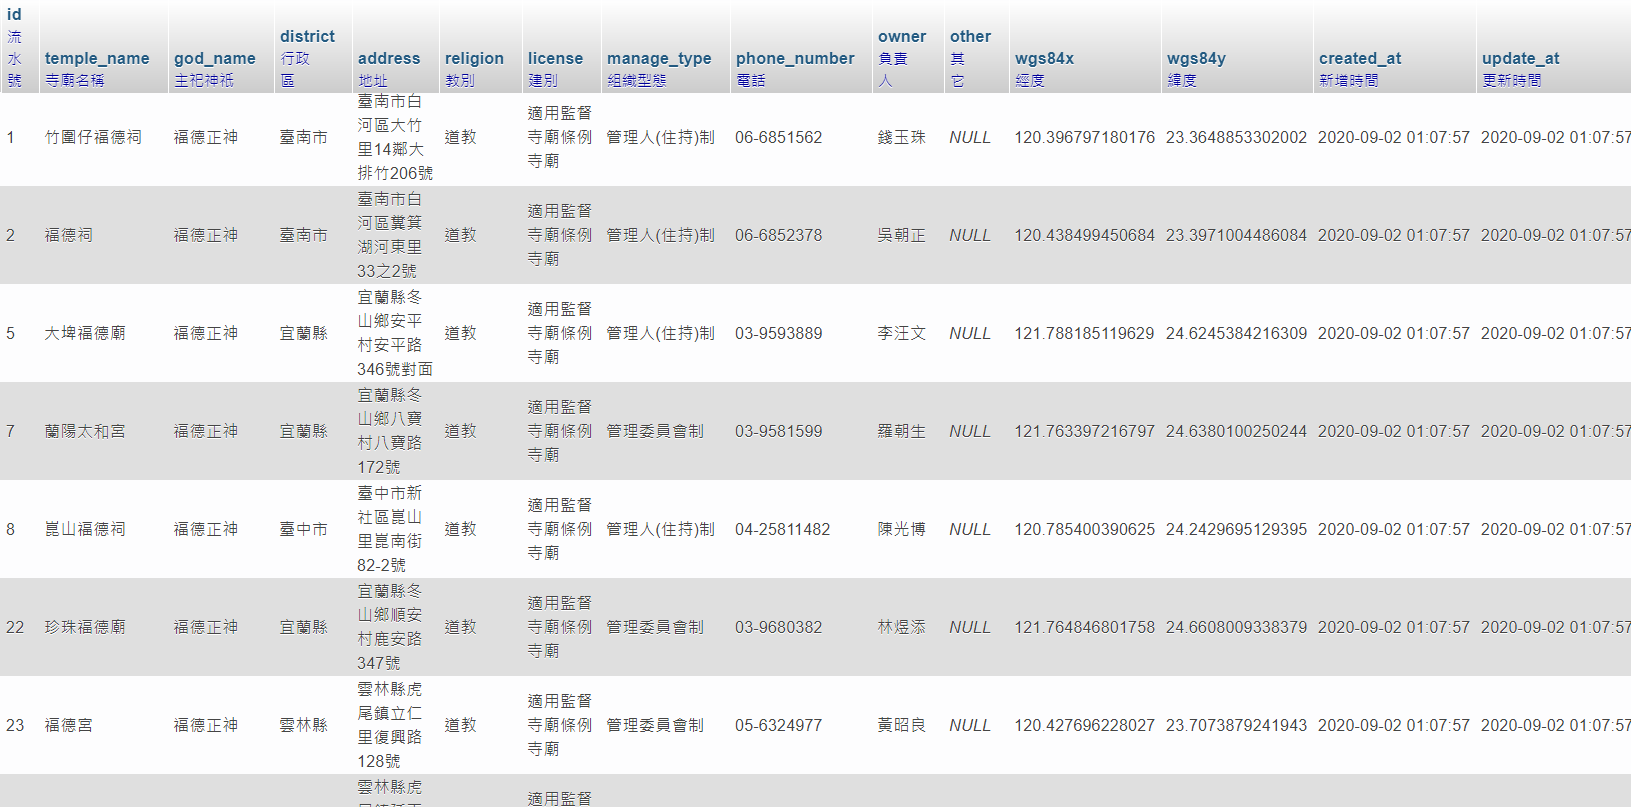 id
流
水
號
temple_name
寺廟名稱
god_name
主祀神祇
district
行政
區
address
地址
religion
教別
license
建別
manage_type
組織型態
phone_number
電話
owner
負責
人
other
其
它
wgs84x
經度
wgs84y
緯度
created_at
新增時間
update_at
更新時間
1
竹圍仔福德祠
福德正神
臺南市
臺南市白
河區大竹
里14鄰大
排竹206號
道教
適用監督
寺廟條例
寺廟
管理人(住持)制
06-6851562
錢玉珠
NULL
120.396797180176
23.3648853302002
2020-09-02 01:07:57
2020-09-02 01:07:57
2
福德祠
福德正神
臺南市
臺南市白
河區糞箕
湖河東里
33之2號
道教
適用監督
寺廟條例
寺廟
管理人(住持)制
06-6852378
吳朝正
NULL
120.438499450684
23.3971004486084
2020-09-02 01:07:57
2020-09-02 01:07:57
5
大埤福德廟
福德正神
宜蘭縣
宜蘭縣冬
山鄉安平
村安平路
346號對面
道教
適用監督
寺廟條例
寺廟
管理人(住持)制
03-9593889
李汪文
NULL
121.788185119629
24.6245384216309
2020-09-02 01:07:57
2020-09-02 01:07:57
7
蘭陽太和宮
福德正神
宜蘭縣
宜蘭縣冬
山鄉八寶
村八寶路
172號
道教
適用監督
寺廟條例
寺廟
管理委員會制
03-9581599
羅朝生
NULL
121.763397216797
24.6380100250244
2020-09-02 01:07:57
2020-09-02 01:07:57
8
崑山福德祠
福德正神
臺中市
臺中市新
社區崑山
里崑南街
82-2號
道教
適用監督
寺廟條例
寺廟
管理人(住持)制
04-25811482
陳光博
NULL
120.785400390625
24.2429695129395
2020-09-02 01:07:57
2020-09-02 01:07:57
22
珍珠福德廟
福德正神
宜蘭縣
宜蘭縣冬
山鄉順安
村鹿安路
347號
道教
適用監督
寺廟條例
寺廟
管理委員會制
03-9680382
林煜添
NULL
121.764846801758
24.6608009338379
2020-09-02 01:07:57
2020-09-02 01:07:57
23
福德宮
福德正神
雲林縣
雲林縣虎
尾鎮立仁
里復興路
128號
道教
適用監督
寺廟條例
寺廟
管理委員會制
05-6324977
黃昭良
NULL
120.427696228027
23.7073879241943
2020-09-02 01:07:57
2020-09-02 01:07:57
雲林縣虎
適用監督